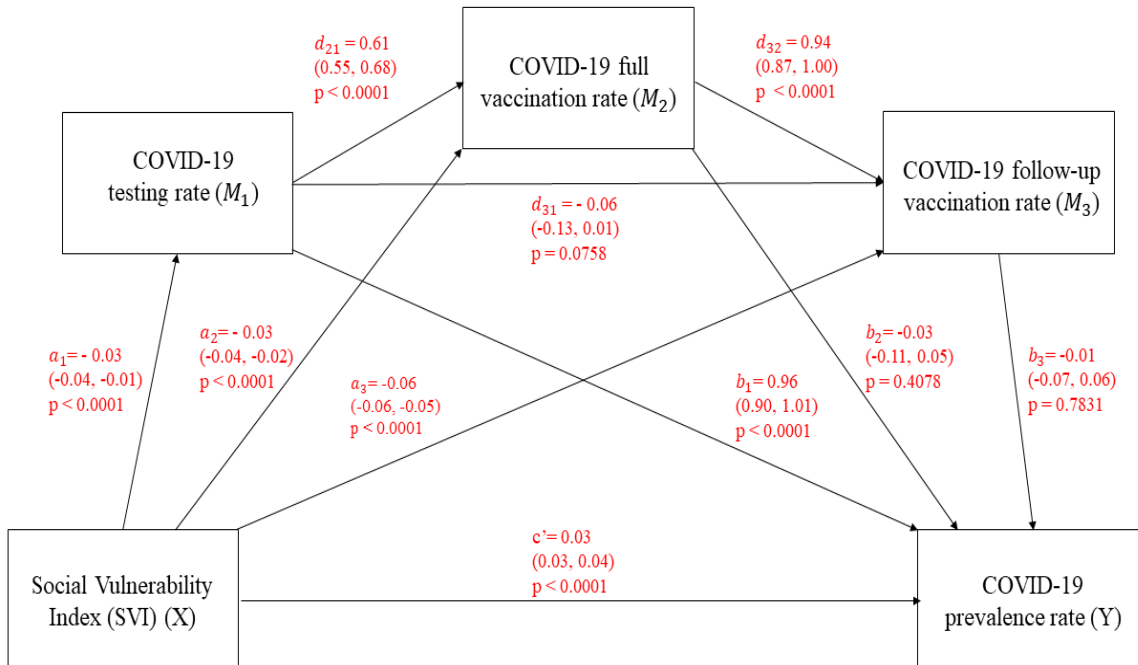 d₂₁ = 0.61
(0.55, 0.68)
p < 0.0001
COVID-19 full
vaccination rate (M₂)
d₃₂ = 0.94
(0.87, 1.00)
p < 0.0001
COVID-19
testing rate (M₁)
COVID-19 follow-up
vaccination rate (M₃)
d₃₁ = - 0.06
(-0.13, 0.01)
p = 0.0758
a₁= - 0.03
(-0.04, -0.01)
p < 0.0001
a₂= - 0.03
(-0.04, -0.02)
p < 0.0001
a₃= -0.06
(-0.06, -0.05)
p < 0.0001
b₁= 0.96
(0.90, 1.01)
p < 0.0001
b₂= -0.03
(-0.11, 0.05)
p = 0.4078
b₃= -0.01
(-0.07, 0.06)
p = 0.7831
Social Vulnerability
Index (SVI) (X)
c’= 0.03
(0.03, 0.04)
p < 0.0001
COVID-19
prevalence rate (Y)